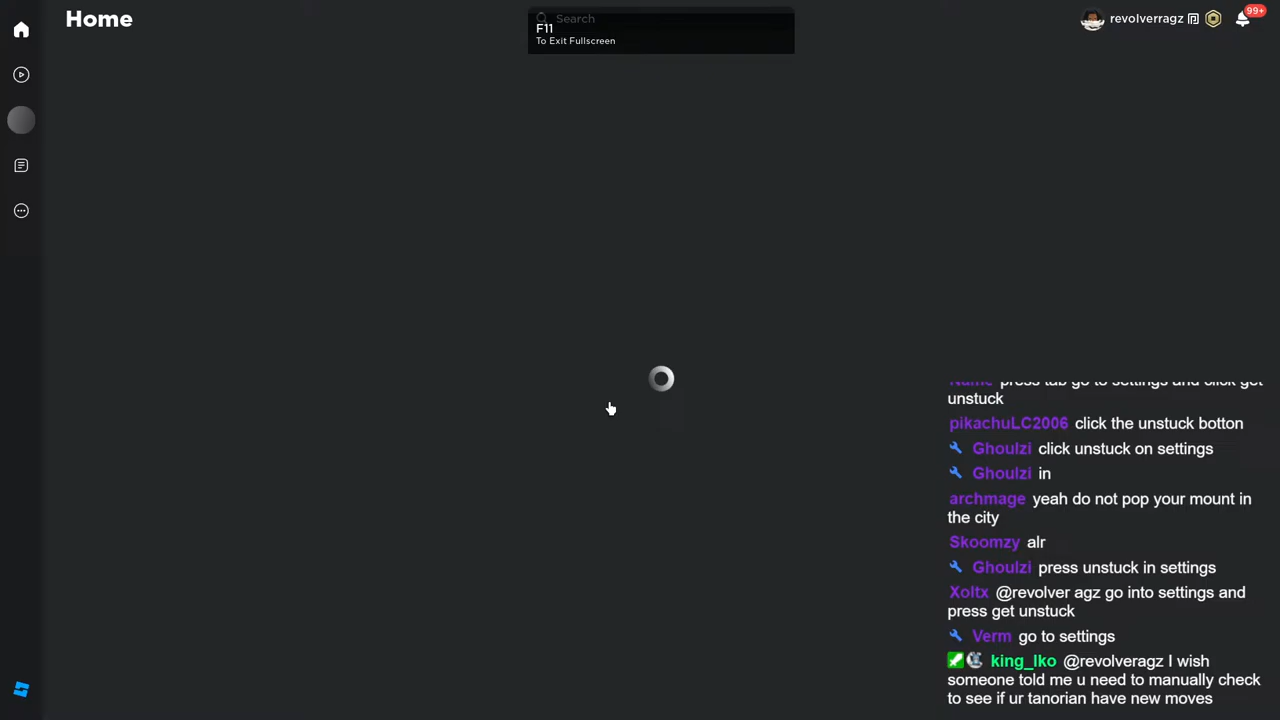 Home
Search
F11
To Exit Fullscreen
revolverragz
99+
Name press tab go to settings and click get
unstuck
pikachuLC2006 click the unstuck botton
Ghoulzi click unstuck on settings
Ghoulzi in
archmage yeah do not pop your mount in
the city
Skoomzy alr
Ghoulzi press unstuck in settings
Xoltx @revolver agz go into settings and
press get unstuck
Verm go to settings
king_Iko @revolveragz I wish
someone told me u need to manually check
to see if ur tanorian have new moves